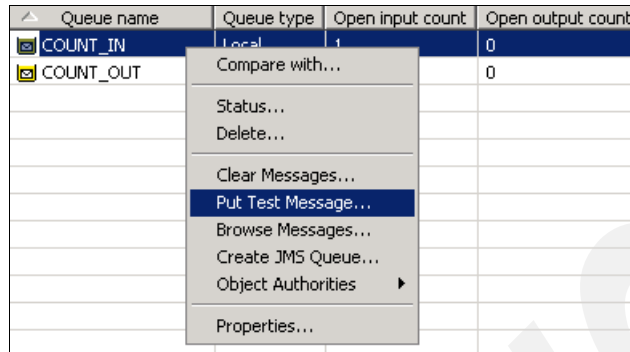 Queue name Queue type Open input count Open output count
COUNT_IN Local 1 0
COUNT_OUT 0
Compare with...
Status...
Delete...
Clear Messages...
Put Test Message...
Browse Messages...
Create JMS Queue...
Object Authorities
Properties...